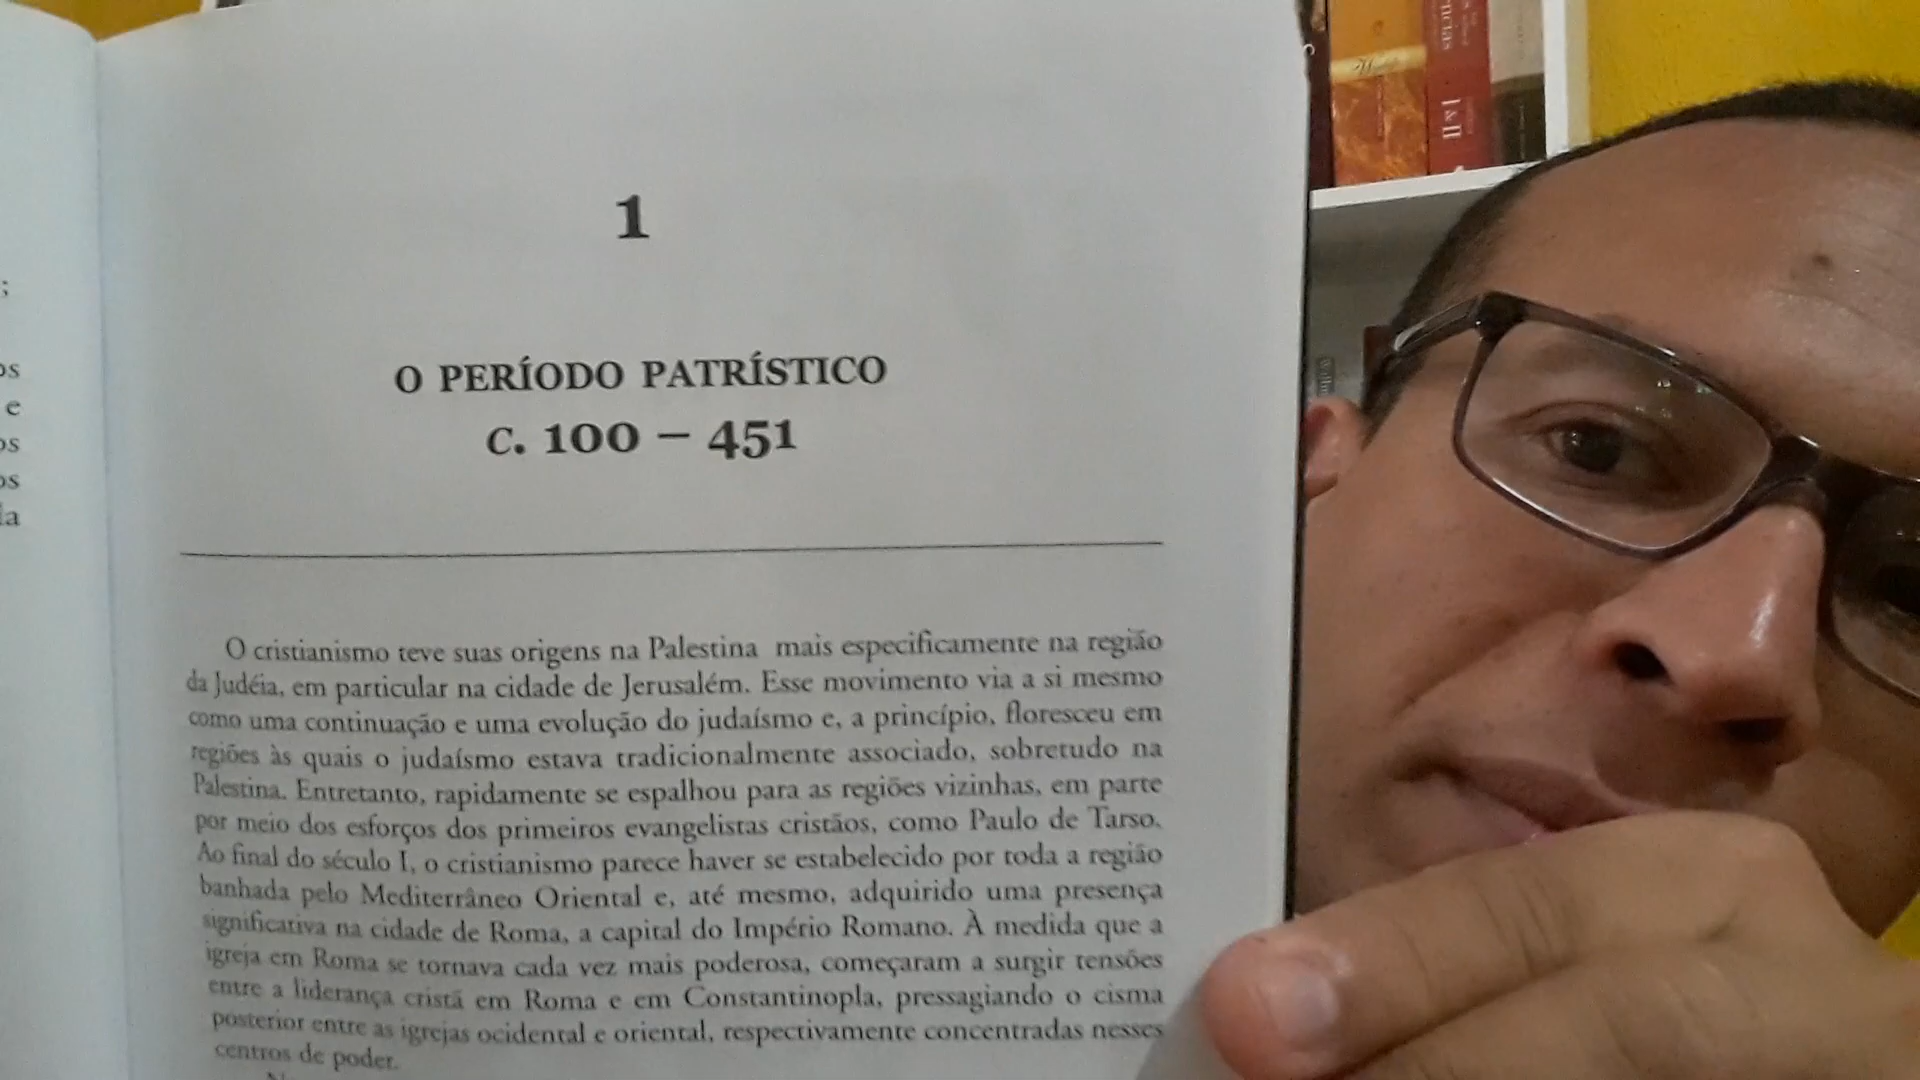 ;
os
e
os
os
la
1
O PERÍODO PATRÍSTICO
C. 100 – 451
O cristianismo teve suas origens na Palestina mais especificamente na região
da Judéia, em particular na cidade de Jerusalém. Esse movimento via a si mesmo
como uma continuação e uma evolução do judaísmo e, a princípio, floresceu em
regiões às quais o judaísmo estava tradicionalmente associado, sobretudo na
Palestina. Entretanto, rapidamente se espalhou para as regiões vizinhas, em parte
por meio dos esforços dos primeiros evangelistas cristãos, como Paulo de Tarso.
Ao final do século I, o cristianismo parece haver se estabelecido por toda a região
banhada pelo Mediterrâneo Oriental e, até mesmo, adquirido uma presença
significativa na cidade de Roma, a capital do Império Romano. À medida que a
igreja em Roma se tornava cada vez mais poderosa, começaram a surgir tensões
entre a liderança cristã em Roma e em Constantinopla, pressagiando o cisma
posterior entre as igrejas ocidental e oriental, respectivamente concentradas nesses
centros de poder.
I & II